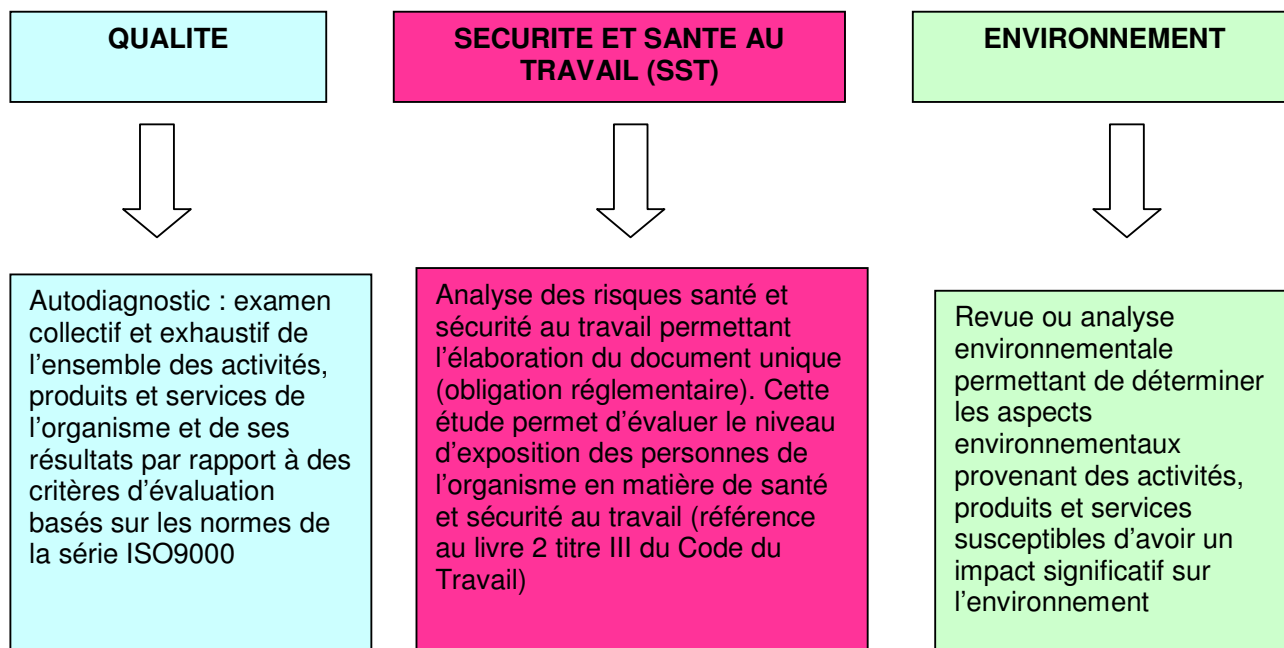 QUALITE
SECURITE ET SANTE AU
TRAVAIL (SST)
ENVIRONNEMENT
Autodiagnostic : examen
collectif et exhaustif de
l'ensemble des activités,
produits et services de
l'organisme et de ses
résultats par rapport à des
critères d'évaluation
basés sur les normes de
la série ISO9000
Analyse des risques santé et
sécurité au travail permettant
l'élaboration du document unique
(obligation réglementaire). Cette
étude permet d'évaluer le niveau
d'exposition des personnes de
l'organisme en matière de santé
et sécurité au travail (référence
au livre 2 titre III du Code du
Travail)
Revue ou analyse
environnementale
permettant de déterminer
les aspects
environnementaux
provenant des activités,
produits et services
susceptibles d'avoir un
impact significatif sur
l'environnement